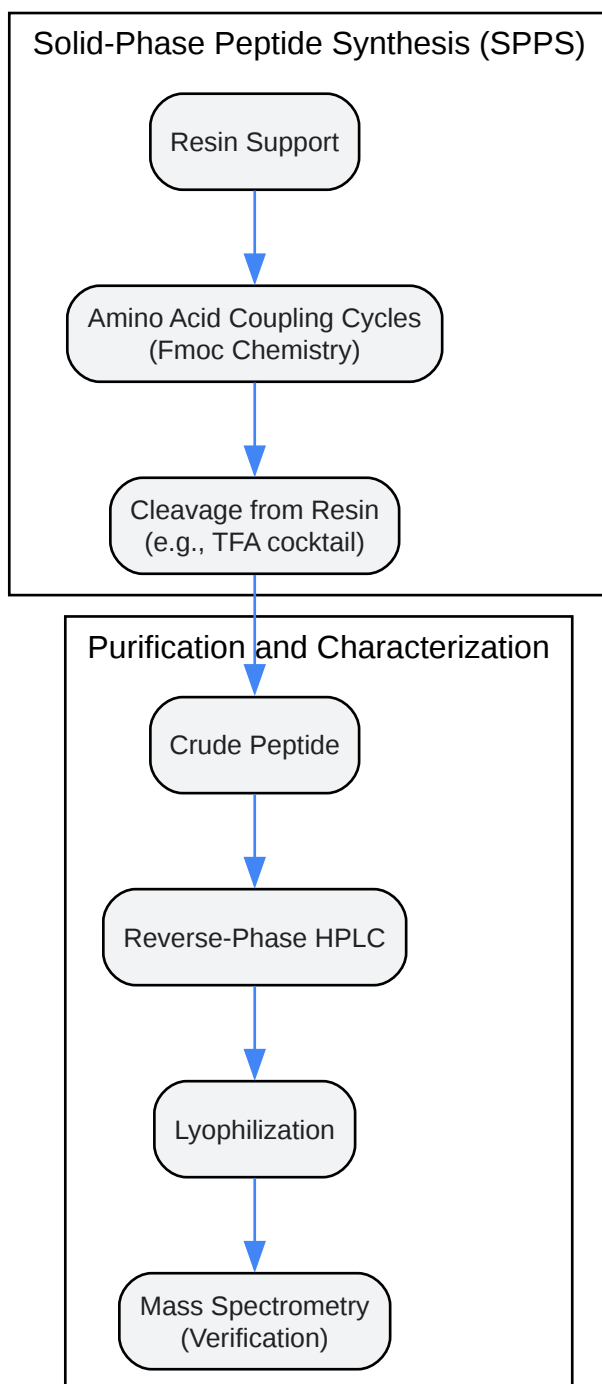 Solid-Phase Peptide Synthesis (SPPS)
Resin Support
Amino Acid Coupling Cycles
(Fmoc Chemistry)
Cleavage from Resin
(e.g., TFA cocktail)
Purification and Characterization
Crude Peptide
Reverse-Phase HPLC
Lyophilization
Mass Spectrometry
(Verification)